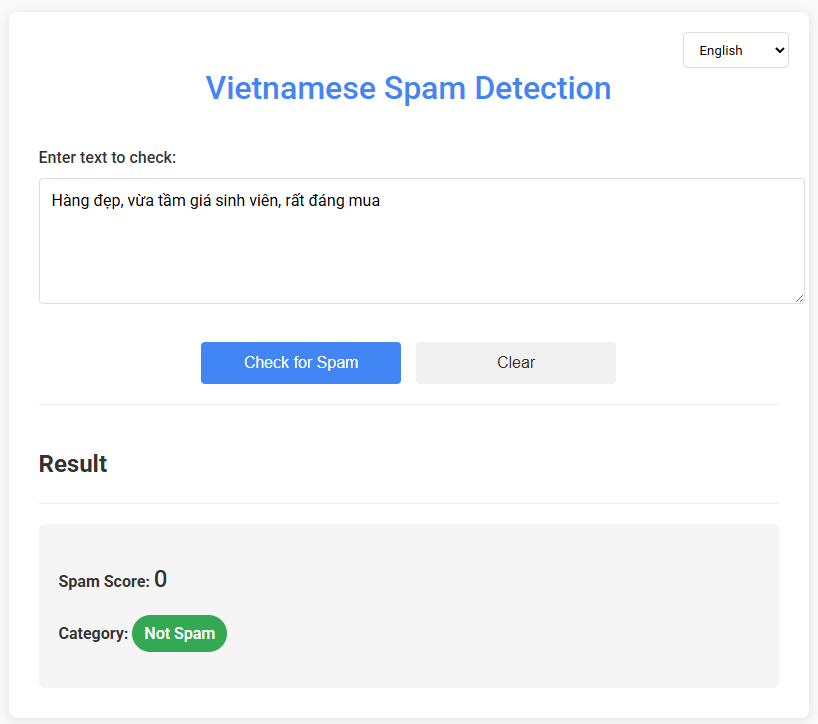 English
Vietnamese Spam Detection
Enter text to check:
Hàng đẹp, vừa tầm giá sinh viên, rất đáng mua
Check for Spam
Clear
Result
Spam Score: 0
Category: Not Spam